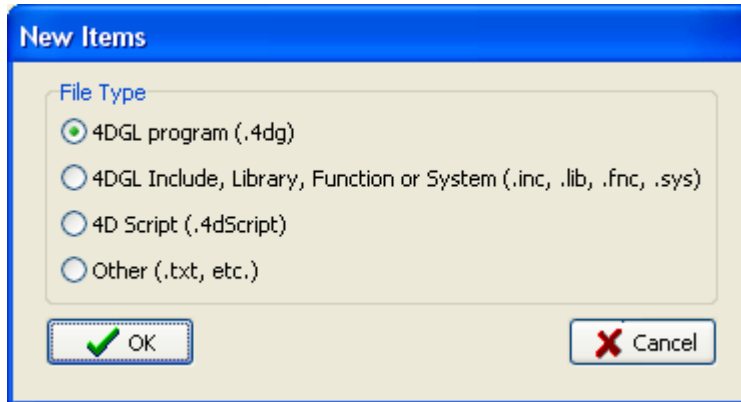 New Items
File Type
4DGL program (.4dg)
4DGL Include, Library, Function or System (.inc, .lib, .fnc, .sys)
4D Script (.4dScript)
Other (.txt, etc.)
OK
Cancel